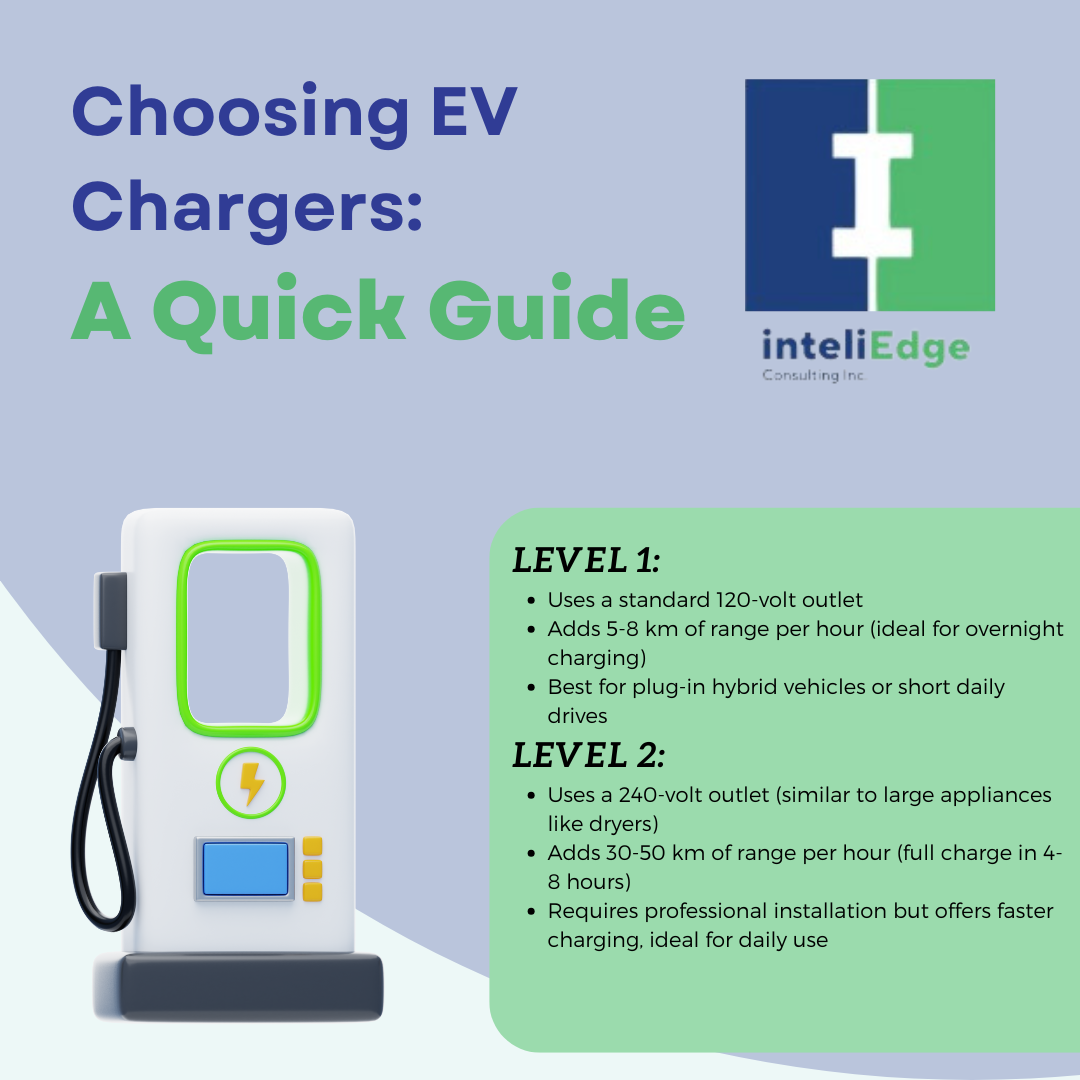 Choosing EV
Chargers:
A Quick Guide
I
inteliEdge
Consulting Inc.
LEVEL 1:
• Uses a standard 120-volt outlet
• Adds 5-8 km of range per hour (ideal for overnight
charging)
• Best for plug-in hybrid vehicles or short daily
drives
LEVEL 2:
• Uses a 240-volt outlet (similar to large appliances
like dryers)
• Adds 30-50 km of range per hour (full charge in 4-
8 hours)
• Requires professional installation but offers faster
charging, ideal for daily use